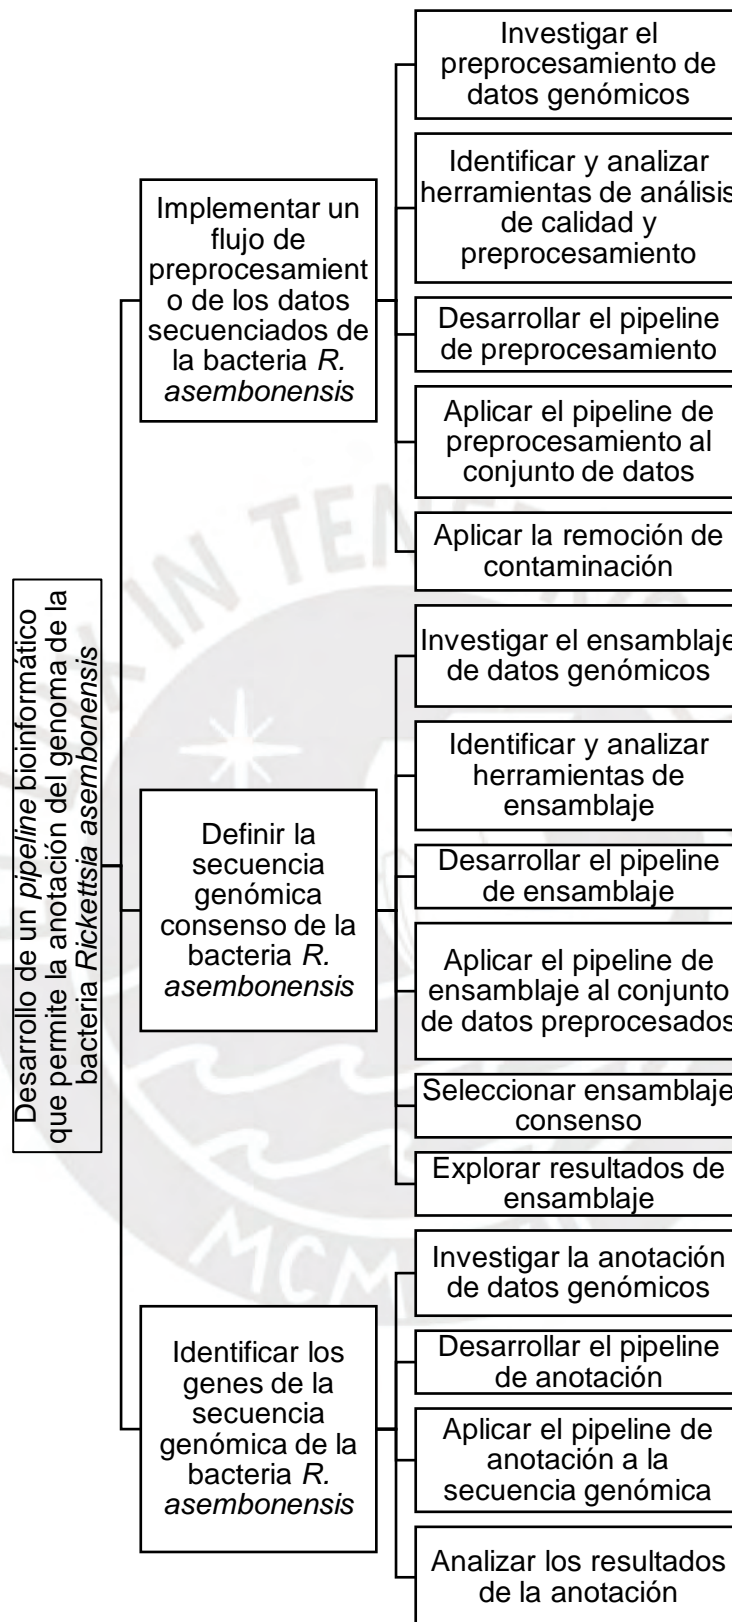 Desarrollo de un pipeline bioinformático
que permite la anotación del genoma de la
bacteria Rickettsia asembonensis
Implementar un
flujo de
preprocesamient
o de los datos
secuenciados de
la bacteria R.
asembonensis
Investigar el
preprocesamiento de
datos genómicos
Identificar y analizar
herramientas de análisis
de calidad y
preprocesamiento
Desarrollar el pipeline
de preprocesamiento
Aplicar el pipeline de
preprocesamiento al
conjunto de datos
Aplicar la remoción de
contaminación
Definir la
secuencia
genómica
consenso de la
bacteria R.
asembonensis
Investigar el ensamblaje
de datos genómicos
Identificar y analizar
herramientas de
ensamblaje
Desarrollar el pipeline
de ensamblaje
Aplicar el pipeline de
ensamblaje al conjunto
de datos preprocesados
Seleccionar ensamblaje
consenso
Explorar resultados de
ensamblaje
Identificar los
genes de la
secuencia
genómica de la
bacteria R.
asembonensis
Investigar la anotación
de datos genómicos
Desarrollar el pipeline
de anotación
Aplicar el pipeline de
anotación a la
secuencia genómica
Analizar los resultados
de la anotación